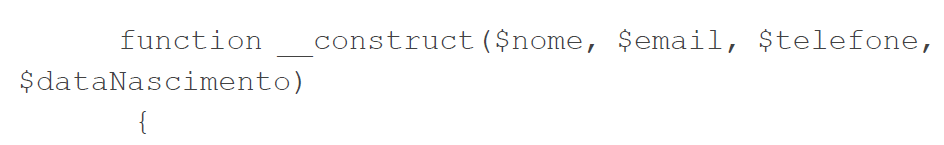 function __construct($nome, $email, $telefone,
$dataNascimento)
{